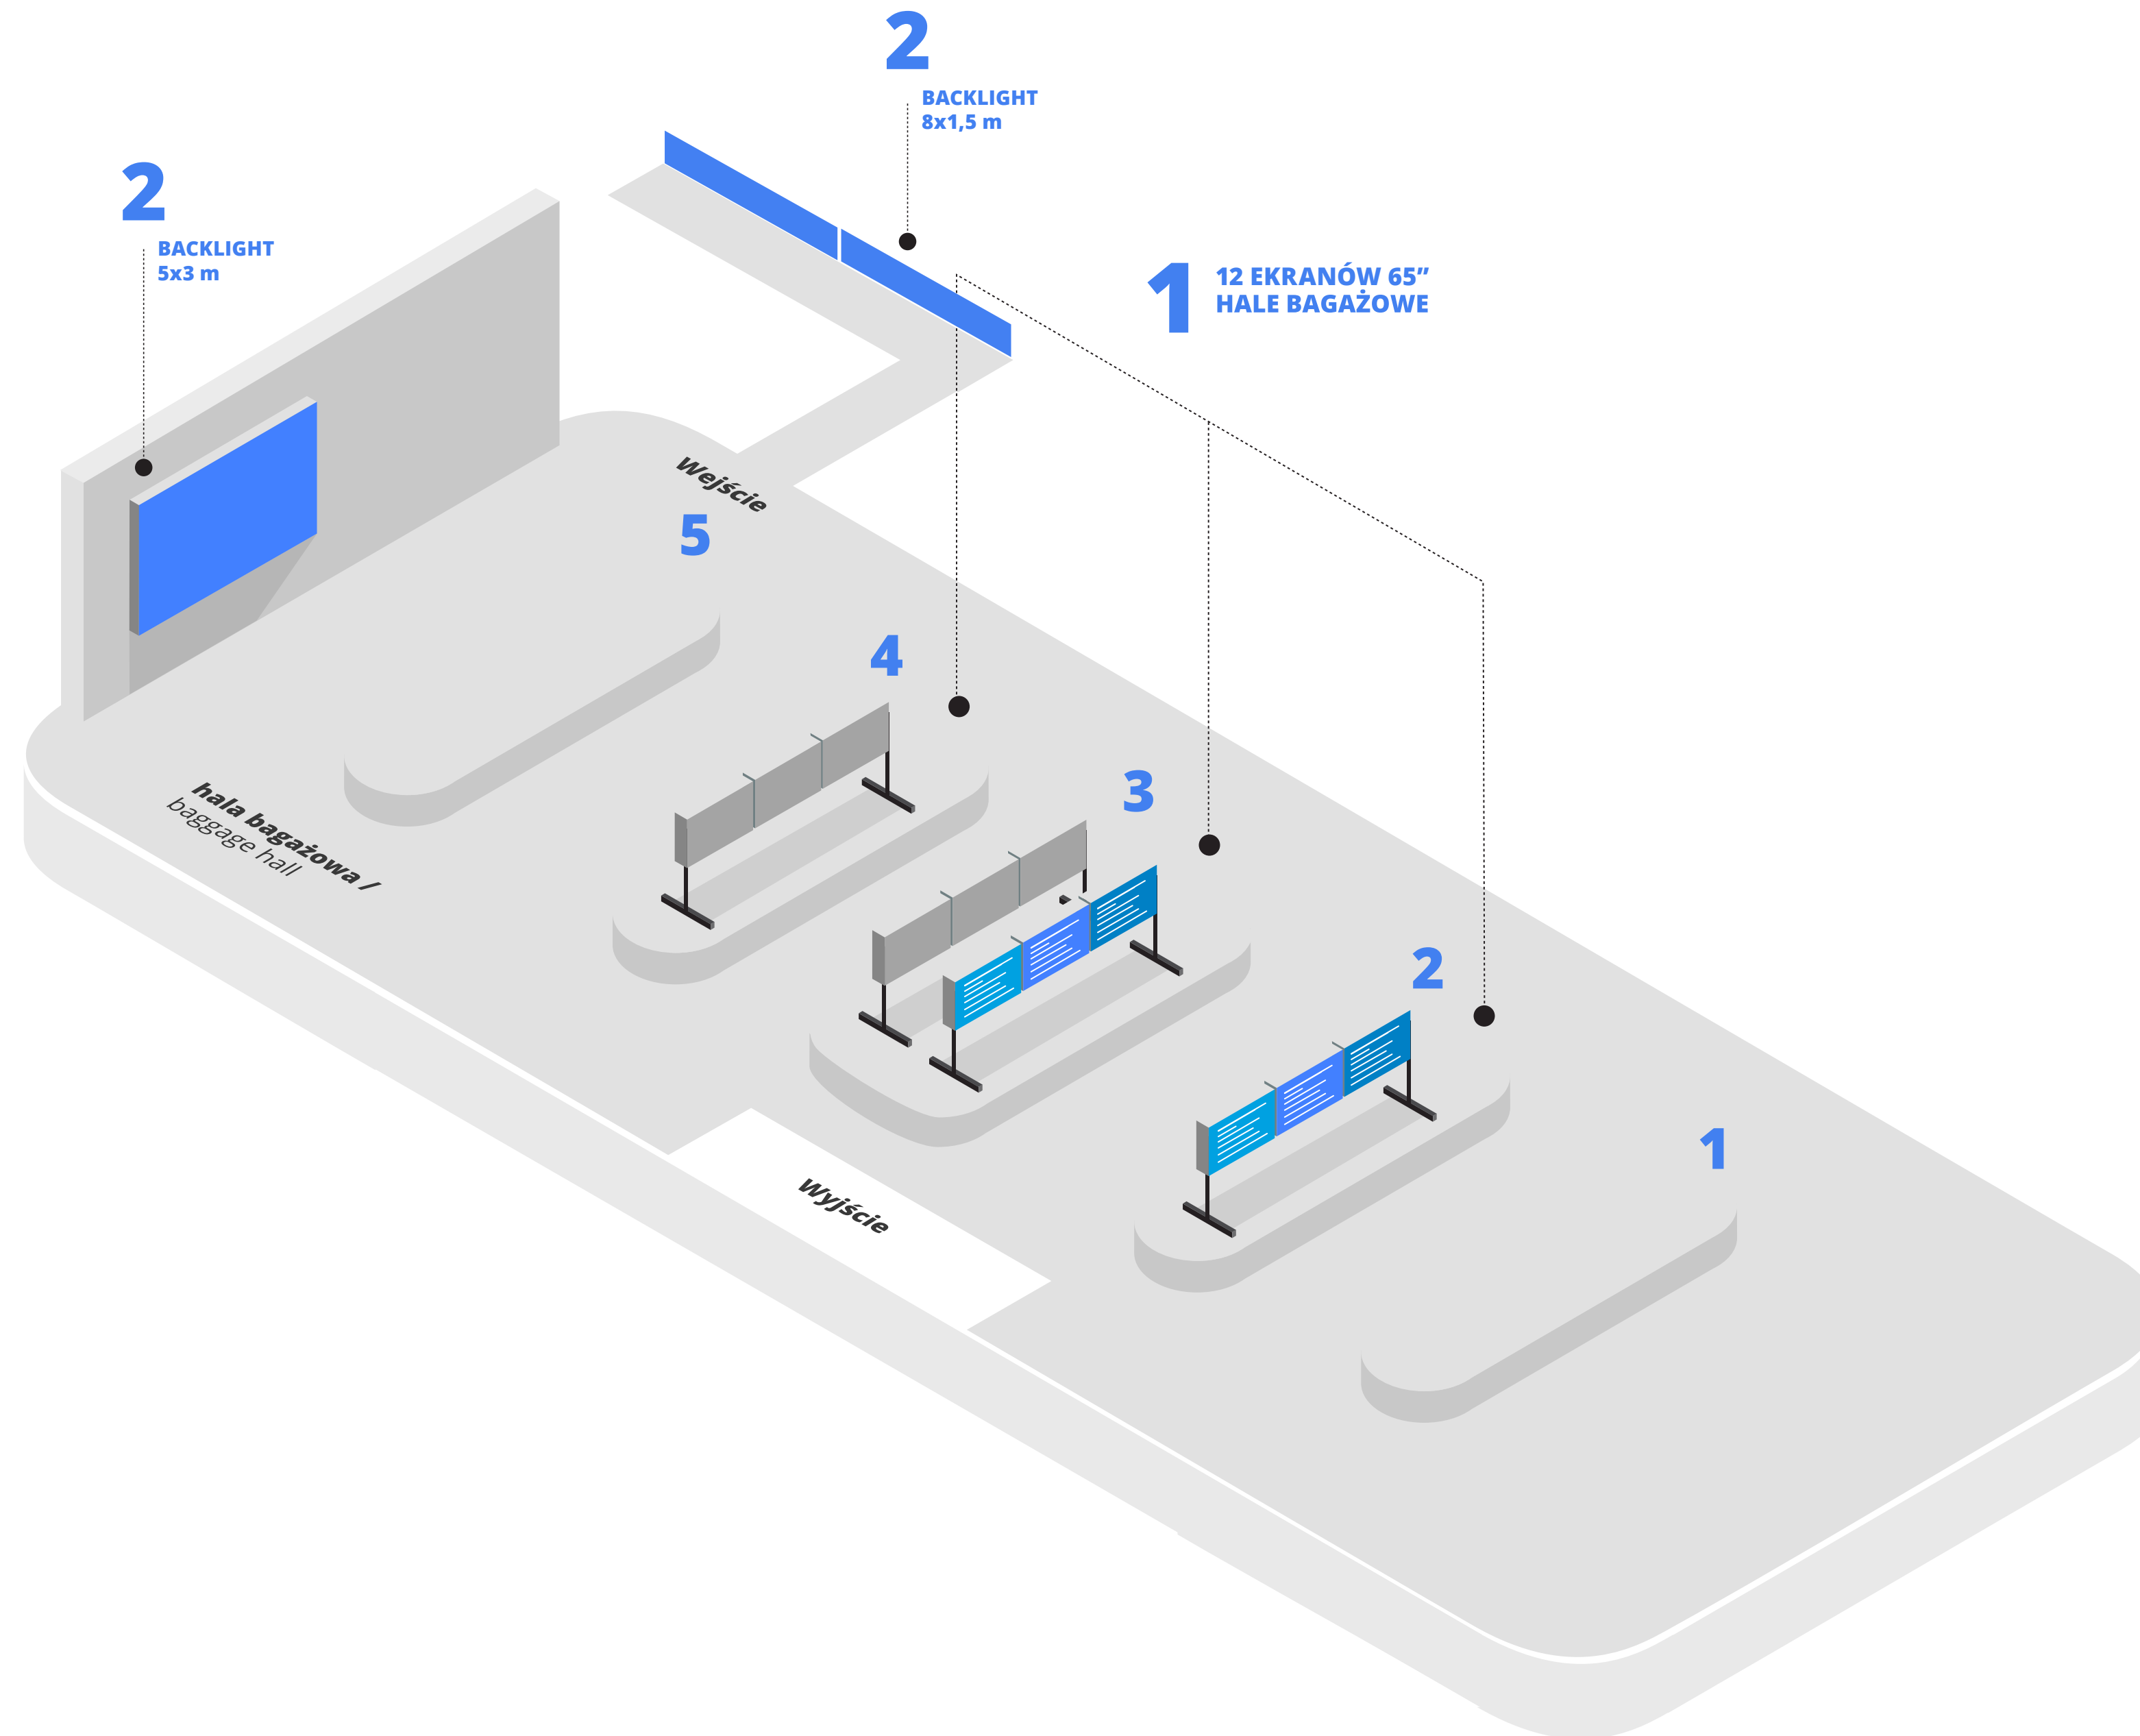 2
BACKLIGHT
8x1,5 m
2
BACKLIGHT
5x3 m
1
12 EKRANÓW 65”
HALE BAGAŻOWE
Wejście
5
4
3
2
1
hala bagażowa /
baggage hall
Wyjście